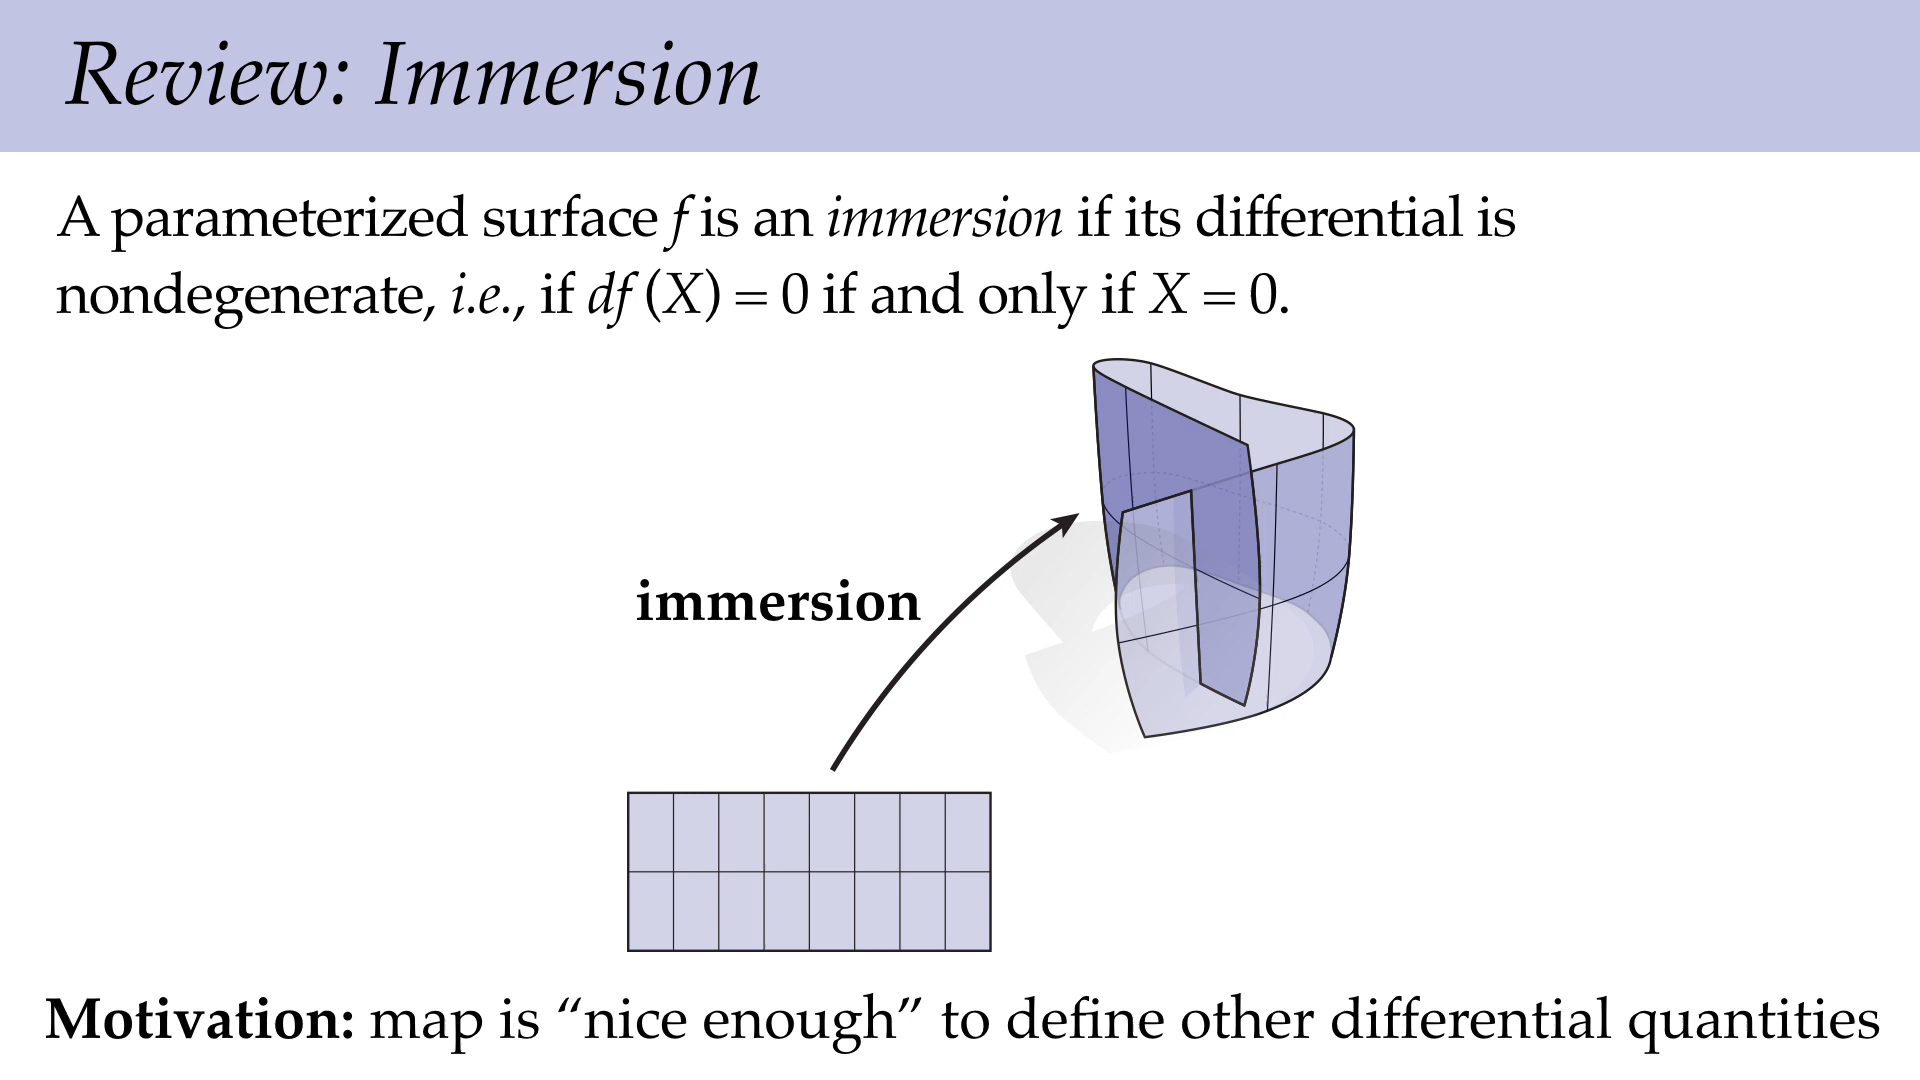 Review: Immersion
A parameterized surface f is an immersion if its differential is
nondegenerate, i.e., if df (X) = 0 if and only if X = 0.
immersion
Motivation: map is “nice enough” to define other differential quantities